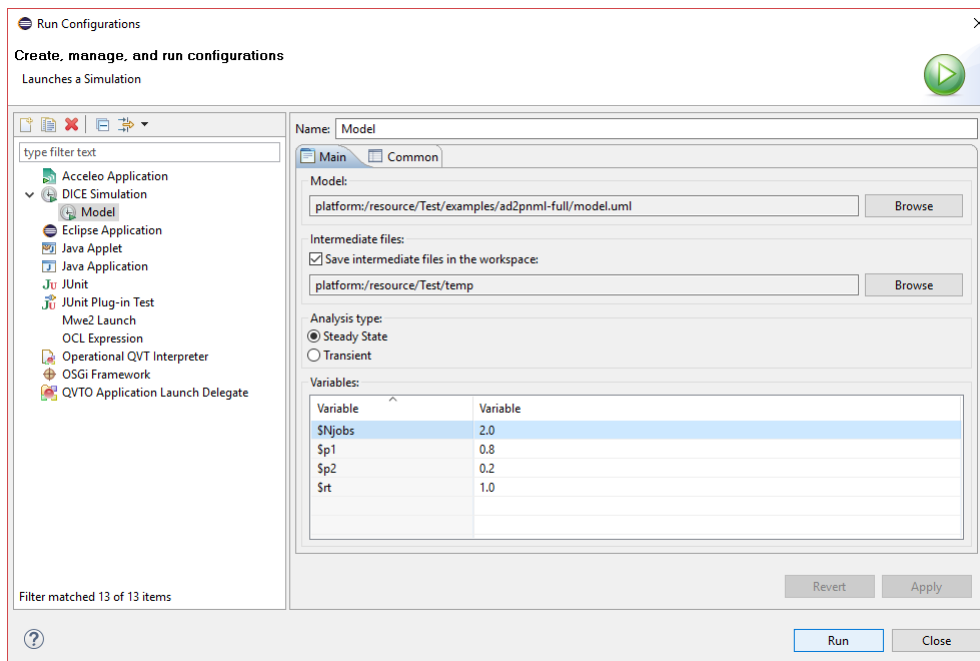 Run Configurations
Create, manage, and run configurations
Launches a Simulation
type filter text
Acceleo Application
DICE Simulation
Model
Eclipse Application
Java Applet
Java Application
JUnit
JUnit Plug-in Test
Mwe2 Launch
OCL Expression
Operational QVT Interpreter
OSGi Framework
QVTO Application Launch Delegate
Filter matched 13 of 13 items
Name: Model
Main Common
Model:
platform:/resource/Test/examples/ad2pnml-full/model.uml Browse
Intermediate files:
Save intermediate files in the workspace:
platform:/resource/Test/temp Browse
Analysis type:
Steady State
Transient
Variables:
Variable Variable
$Njobs 2.0
$p1 0.8
$p2 0.2
$rt 1.0
Revert Apply
Run Close